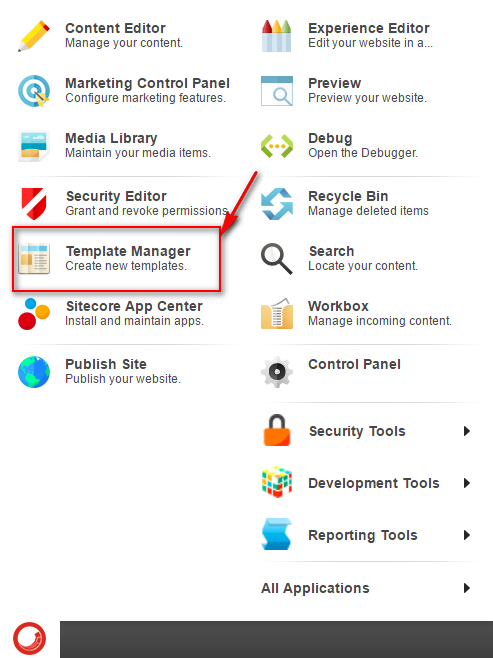 Content Editor
Manage your content.
Marketing Control Panel
Configure marketing features.
Media Library
Maintain your media items.
Security Editor
Grant and revoke permissions.
Template Manager
Create new templates.
Sitecore App Center
Install and maintain apps.
Publish Site
Publish your website.
Experience Editor
Edit your website in a...
Preview
Preview your website.
Debug
Open the Debugger.
Recycle Bin
Manage deleted items
Search
Locate your content.
Workbox
Manage incoming content.
Control Panel
Security Tools
Development Tools
Reporting Tools
All Applications